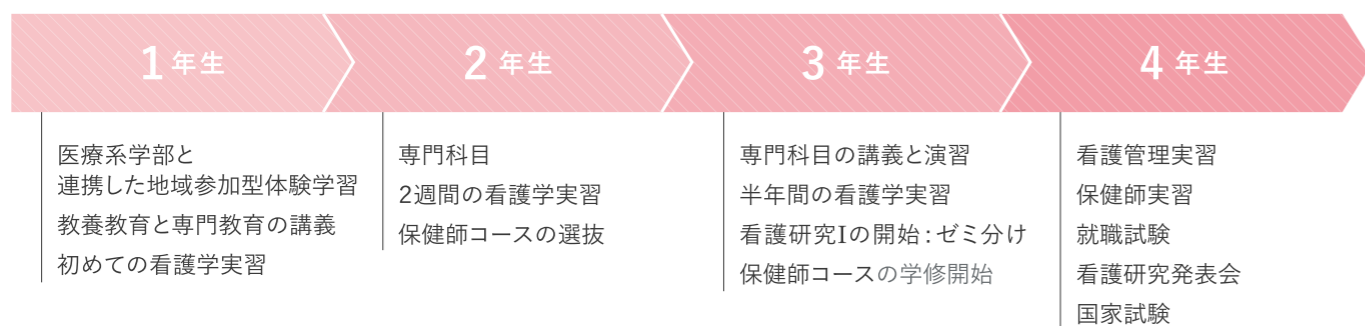 1年生
医療系学部と
連携した地域参加型体験学習
教養教育と専門教育の講義
初めての看護学実習
2年生
専門科目
2週間の看護学実習
保健師コースの選抜
3年生
専門科目の講義と演習
半年間の看護学実習
看護研究Iの開始：ゼミ分け
保健師コースの学修開始
4年生
看護管理実習
保健師実習
就職試験
看護研究発表会
国家試験